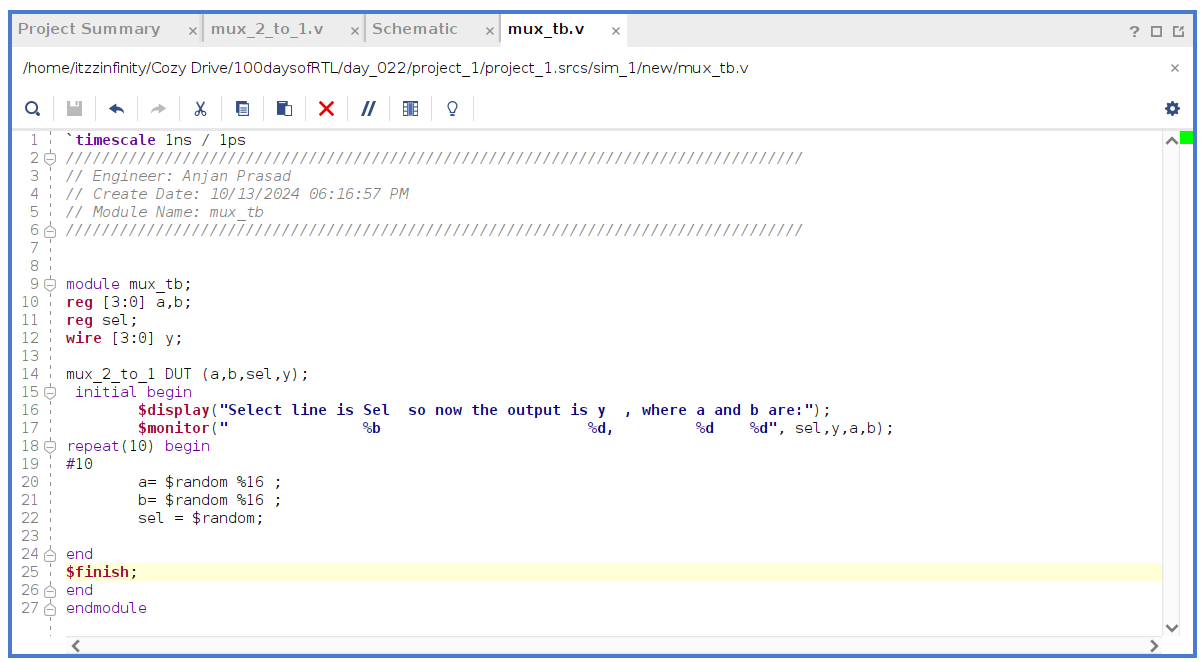 Project Summary × mux_2_to_1.v × Schematic × mux_tb.v × ?
/home/itzzinfinity/Cozy Drive/100daysofRTL/day_022/project_1/project_1.srcs/sim_1/new/mux_tb.v ×
1 `timescale 1ns / 1ps
2 //////////////////////////////////////////////////////////////////////////////////
3 // Engineer: Anjan Prasad
4 // Create Date: 10/13/2024 06:16:57 PM
5 // Module Name: mux_tb
6 //////////////////////////////////////////////////////////////////////////////////
7
8
9 module mux_tb;
10 reg [3:0] a,b;
11 reg sel;
12 wire [3:0] y;
13
14 mux_2_to_1 DUT (a,b,sel,y);
15  initial begin
16         $display("Select line is Sel  so now the output is y  , where a and b are:");
17         $monitor("               %b                       %d,         %d    %d", sel,y,a,b);
18 repeat(10) begin
19 #10
20         a= $random %16 ;
21         b= $random %16 ;
22         sel = $random;
23
24 end
25 $finish;
26 end
27 endmodule